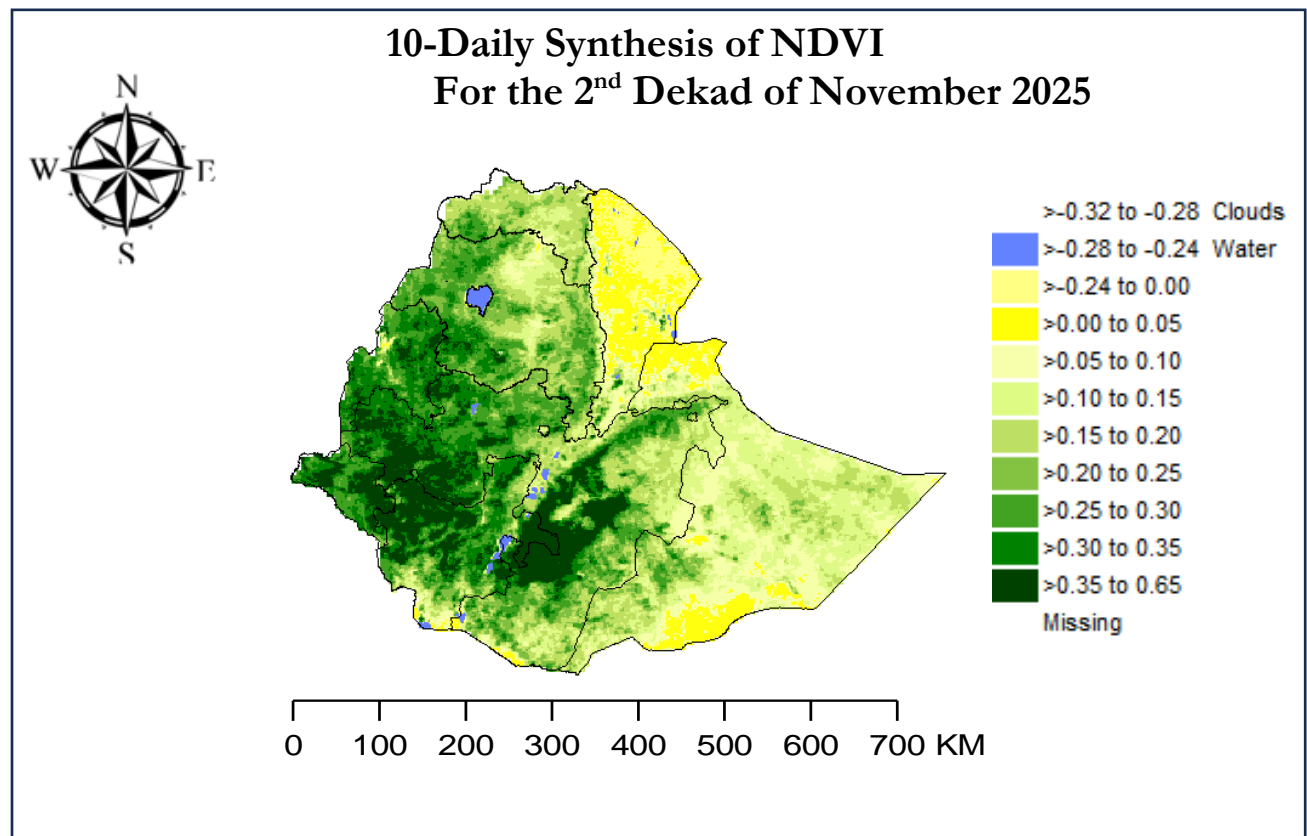 10-Daily Synthesis of NDVI
For the 2nd Dekad of November 2025
N
W E
S
>-0.32 to -0.28 Clouds
>-0.28 to -0.24 Water
>-0.24 to 0.00
>0.00 to 0.05
>0.05 to 0.10
>0.10 to 0.15
>0.15 to 0.20
>0.20 to 0.25
>0.25 to 0.30
>0.30 to 0.35
>0.35 to 0.65
Missing
0 100 200 300 400 500 600 700 KM